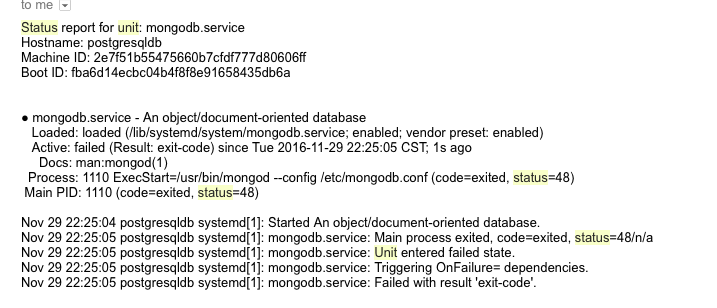 to me
Status report for unit: mongodb.service
Hostname: postgresqldb
Machine ID: 2e7f51b55475660b7cfdf777d80606ff
Boot ID: fba6d14ecbc04b4f8f8e91658435db6a
● mongodb.service - An object/document-oriented database
Loaded: loaded (/lib/systemd/system/mongodb.service; enabled; vendor preset: enabled)
Active: failed (Result: exit-code) since Tue 2016-11-29 22:25:05 CST; 1s ago
Docs: man:mongod(1)
Process: 1110 ExecStart=/usr/bin/mongod --config /etc/mongodb.conf (code=exited, status=48)
Main PID: 1110 (code=exited, status=48)
Nov 29 22:25:04 postgresqldb systemd[1]: Started An object/document-oriented database.
Nov 29 22:25:05 postgresqldb systemd[1]: mongodb.service: Main process exited, code=exited, status=48/n/a
Nov 29 22:25:05 postgresqldb systemd[1]: mongodb.service: Unit entered failed state.
Nov 29 22:25:05 postgresqldb systemd[1]: mongodb.service: Triggering OnFailure= dependencies.
Nov 29 22:25:05 postgresqldb systemd[1]: mongodb.service: Failed with result 'exit-code'.